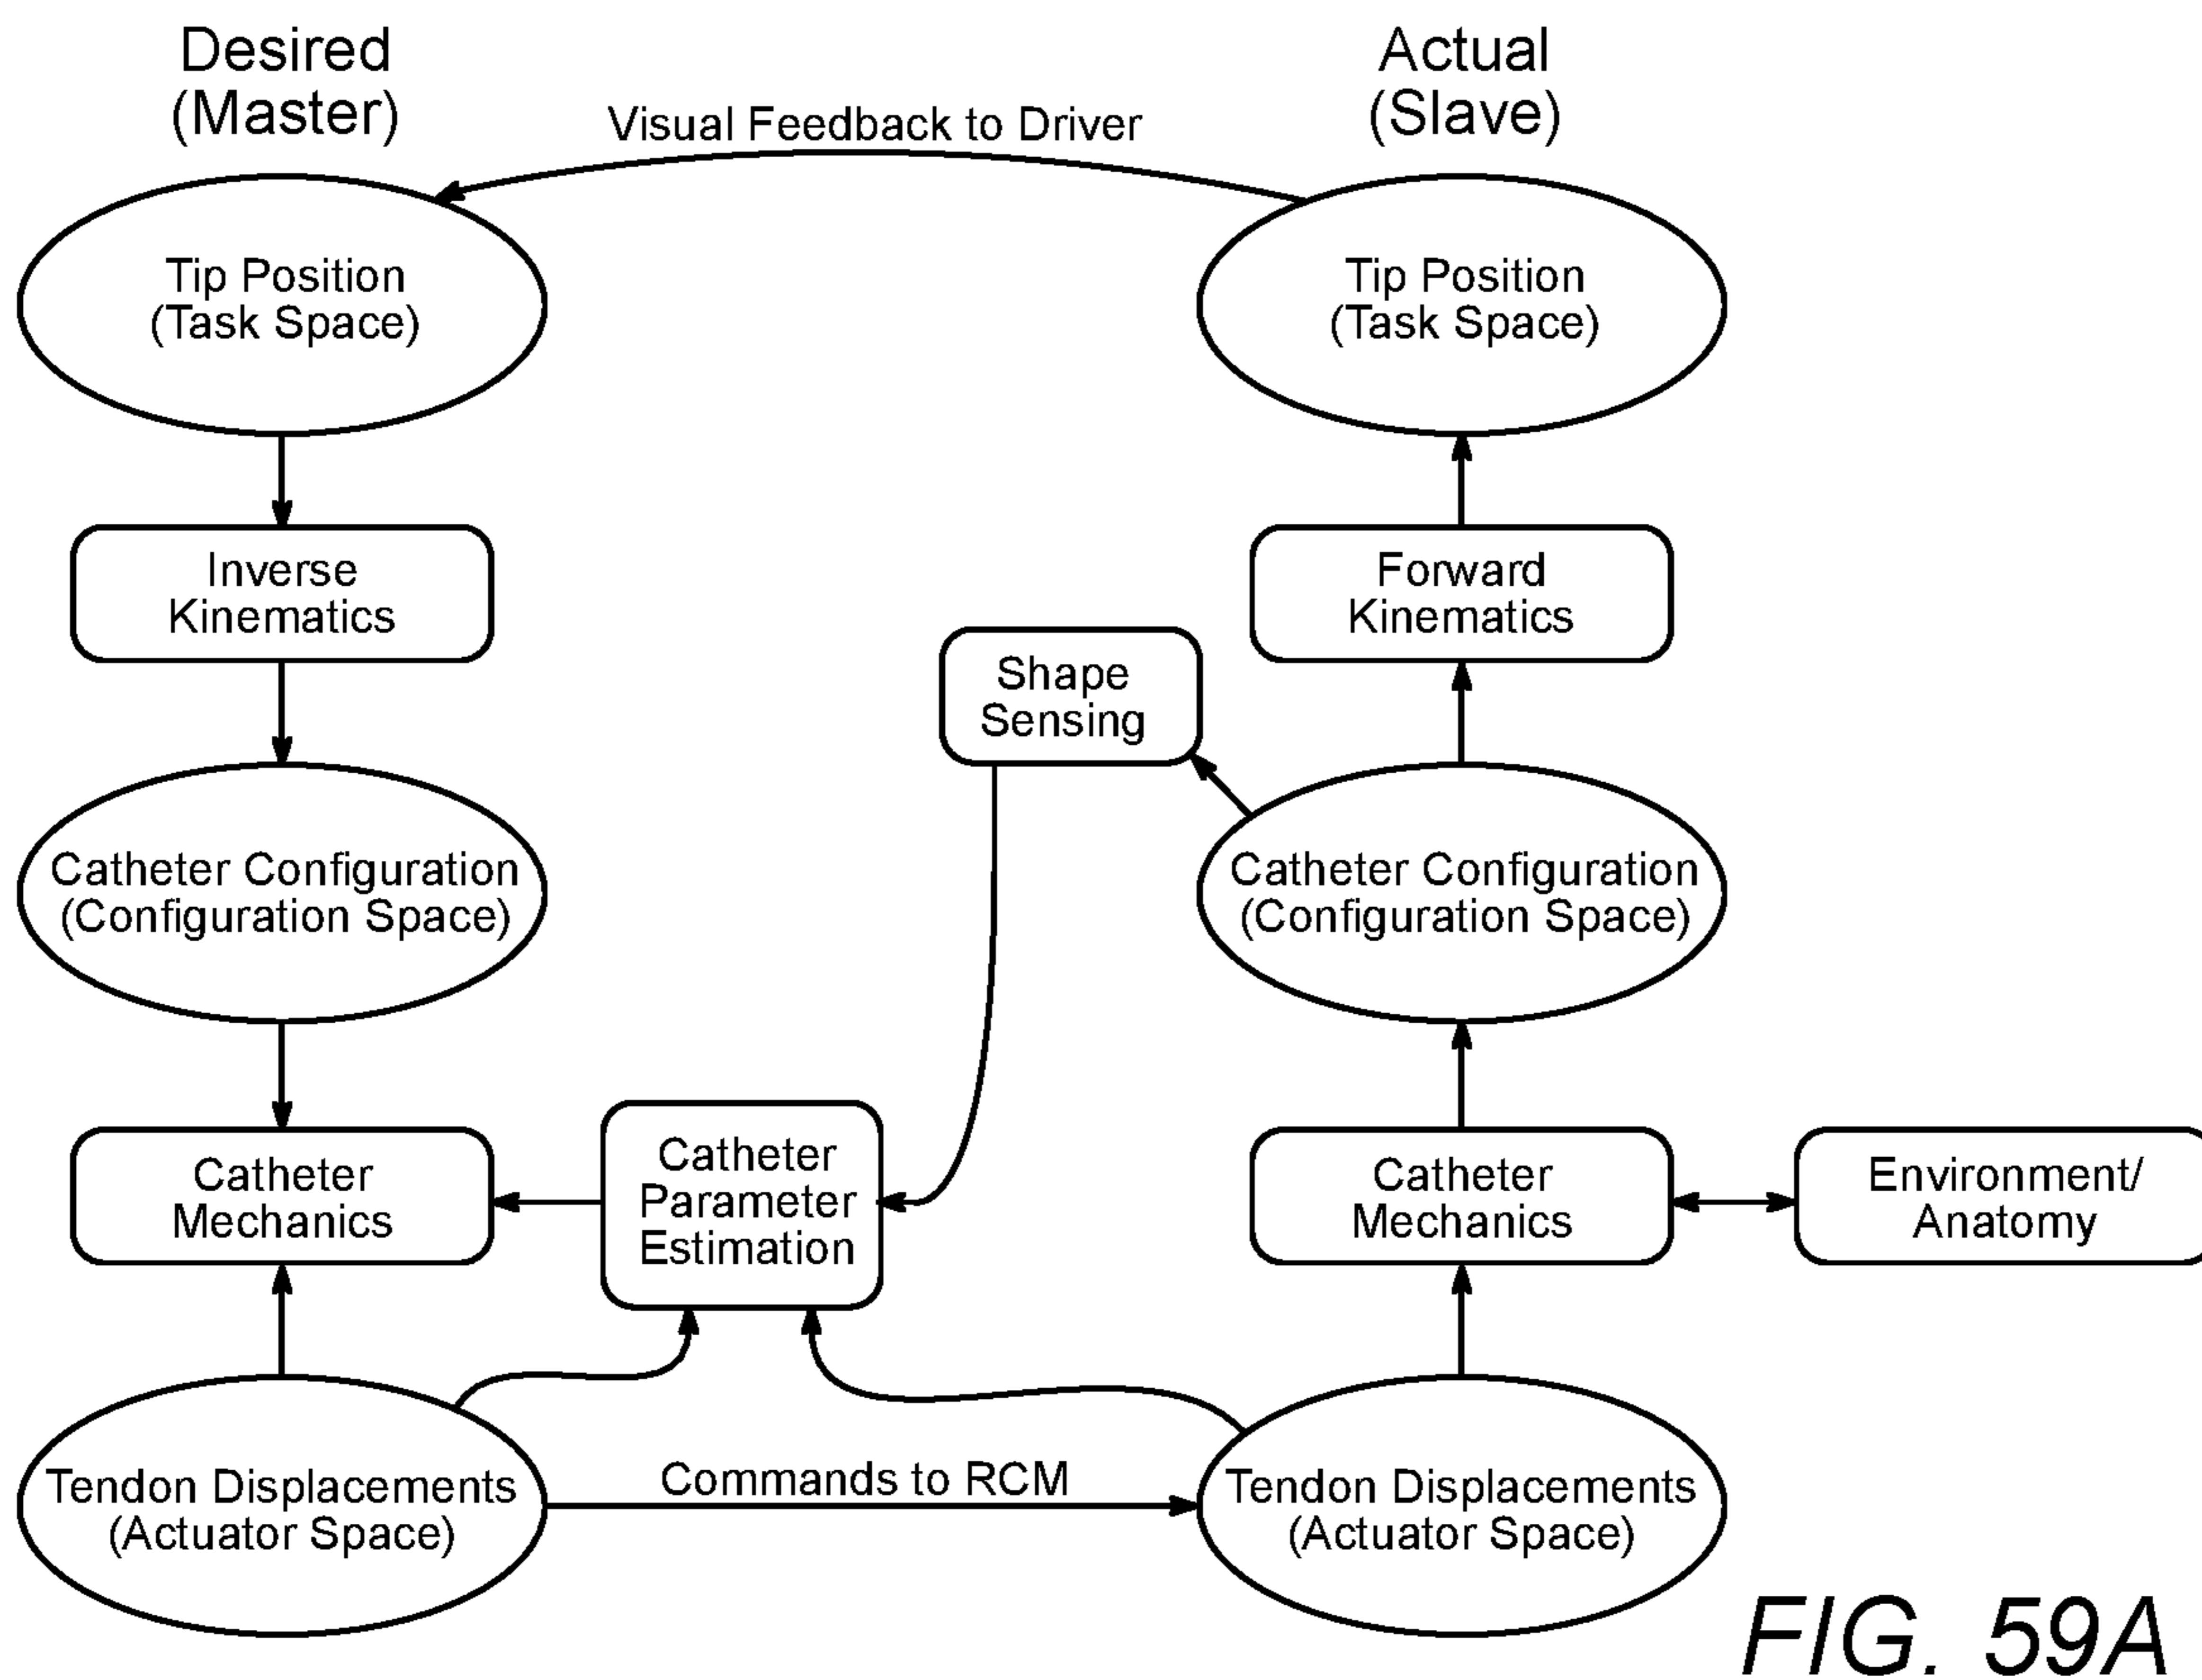 Desired
(Master)
Actual
(Slave)
Visual Feedback to Driver
Tip Position
(Task Space)
Tip Position
(Task Space)
Inverse
Kinematics
Forward
Kinematics
Shape
Sensing
Catheter Configuration
(Configuration Space)
Catheter Configuration
(Configuration Space)
Catheter
Mechanics
Catheter
Parameter
Estimation
Catheter
Mechanics
Environment/
Anatomy
Tendon Displacements
(Actuator Space)
Commands to RCM
Tendon Displacements
(Actuator Space)
FIG. 59A